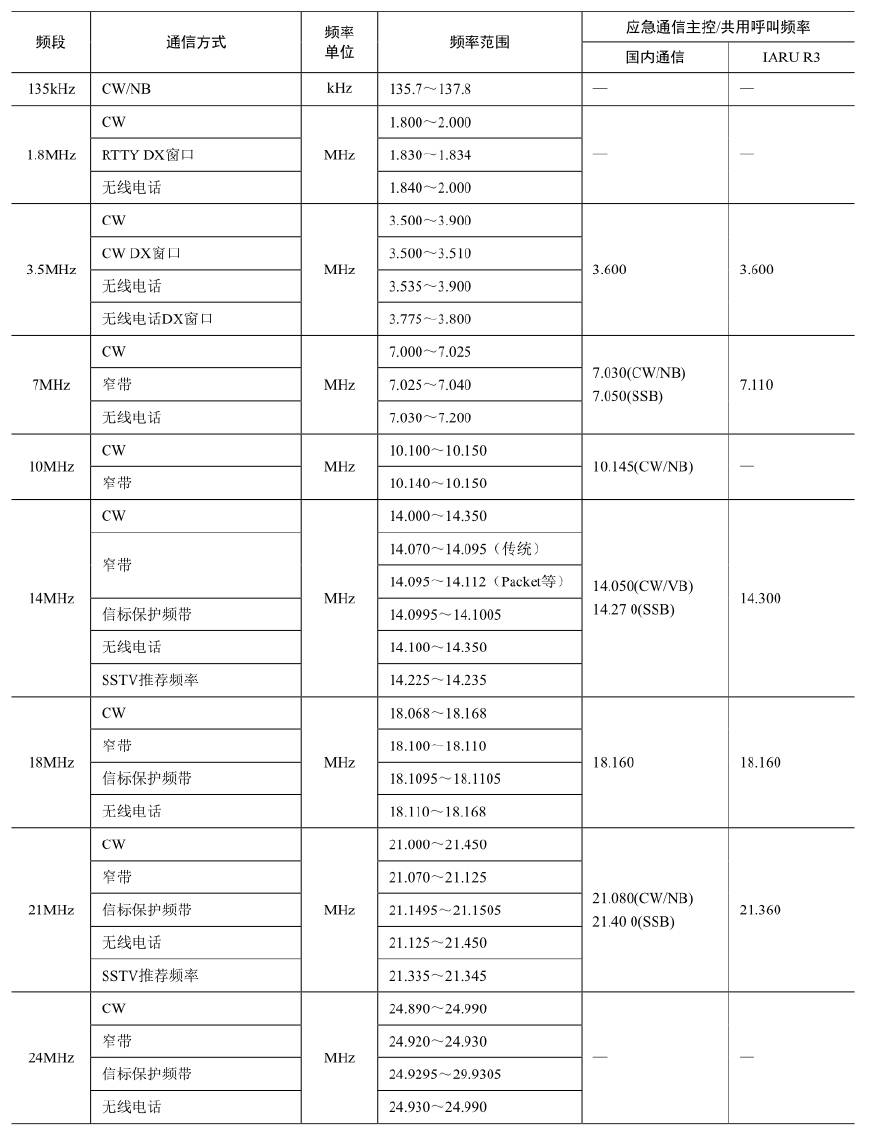 频段 通信方式 频率单位 频率范围 应急通信主控/共用呼叫频率
国内通信 IARU R3
135kHz CW/NB kHz 135.7～137.8 — —
1.8MHz CW MHz 1.800～2.000 — —
RTTY DX窗口 1.830～1.834
无线电话 1.840～2.000
3.5MHz CW MHz 3.500～3.900 3.600 3.600
CW DX窗口 3.500～3.510
无线电话 3.535～3.900
无线电话DX窗口 3.775～3.800
7MHz CW MHz 7.000～7.025 7.030(CW/NB) 7.110
窄带 7.025～7.040 7.050(SSB)
无线电话 7.030～7.200
10MHz CW MHz 10.100～10.150 10.145(CW/NB) —
窄带 10.140～10.150
14MHz CW MHz 14.000～14.350 14.050(CW/VB) 14.300
窄带 14.070～14.095（传统） 14.27 0(SSB)
14.095～14.112（Packet等）
信标保护频带 14.0995～14.1005
无线电话 14.100～14.350
SSTV推荐频率 14.225～14.235
18MHz CW MHz 18.068～18.168 18.160 18.160
窄带 18.100～18.110
信标保护频带 18.1095～18.1105
无线电话 18.110～18.168
21MHz CW MHz 21.000～21.450 21.080(CW/NB) 21.360
窄带 21.070～21.125 21.40 0(SSB)
信标保护频带 21.1495～21.1505
无线电话 21.125～21.450
SSTV推荐频率 21.335～21.345
24MHz CW MHz 24.890～24.990 — —
窄带 24.920～24.930
信标保护频带 24.9295～29.9305
无线电话 24.930～24.990